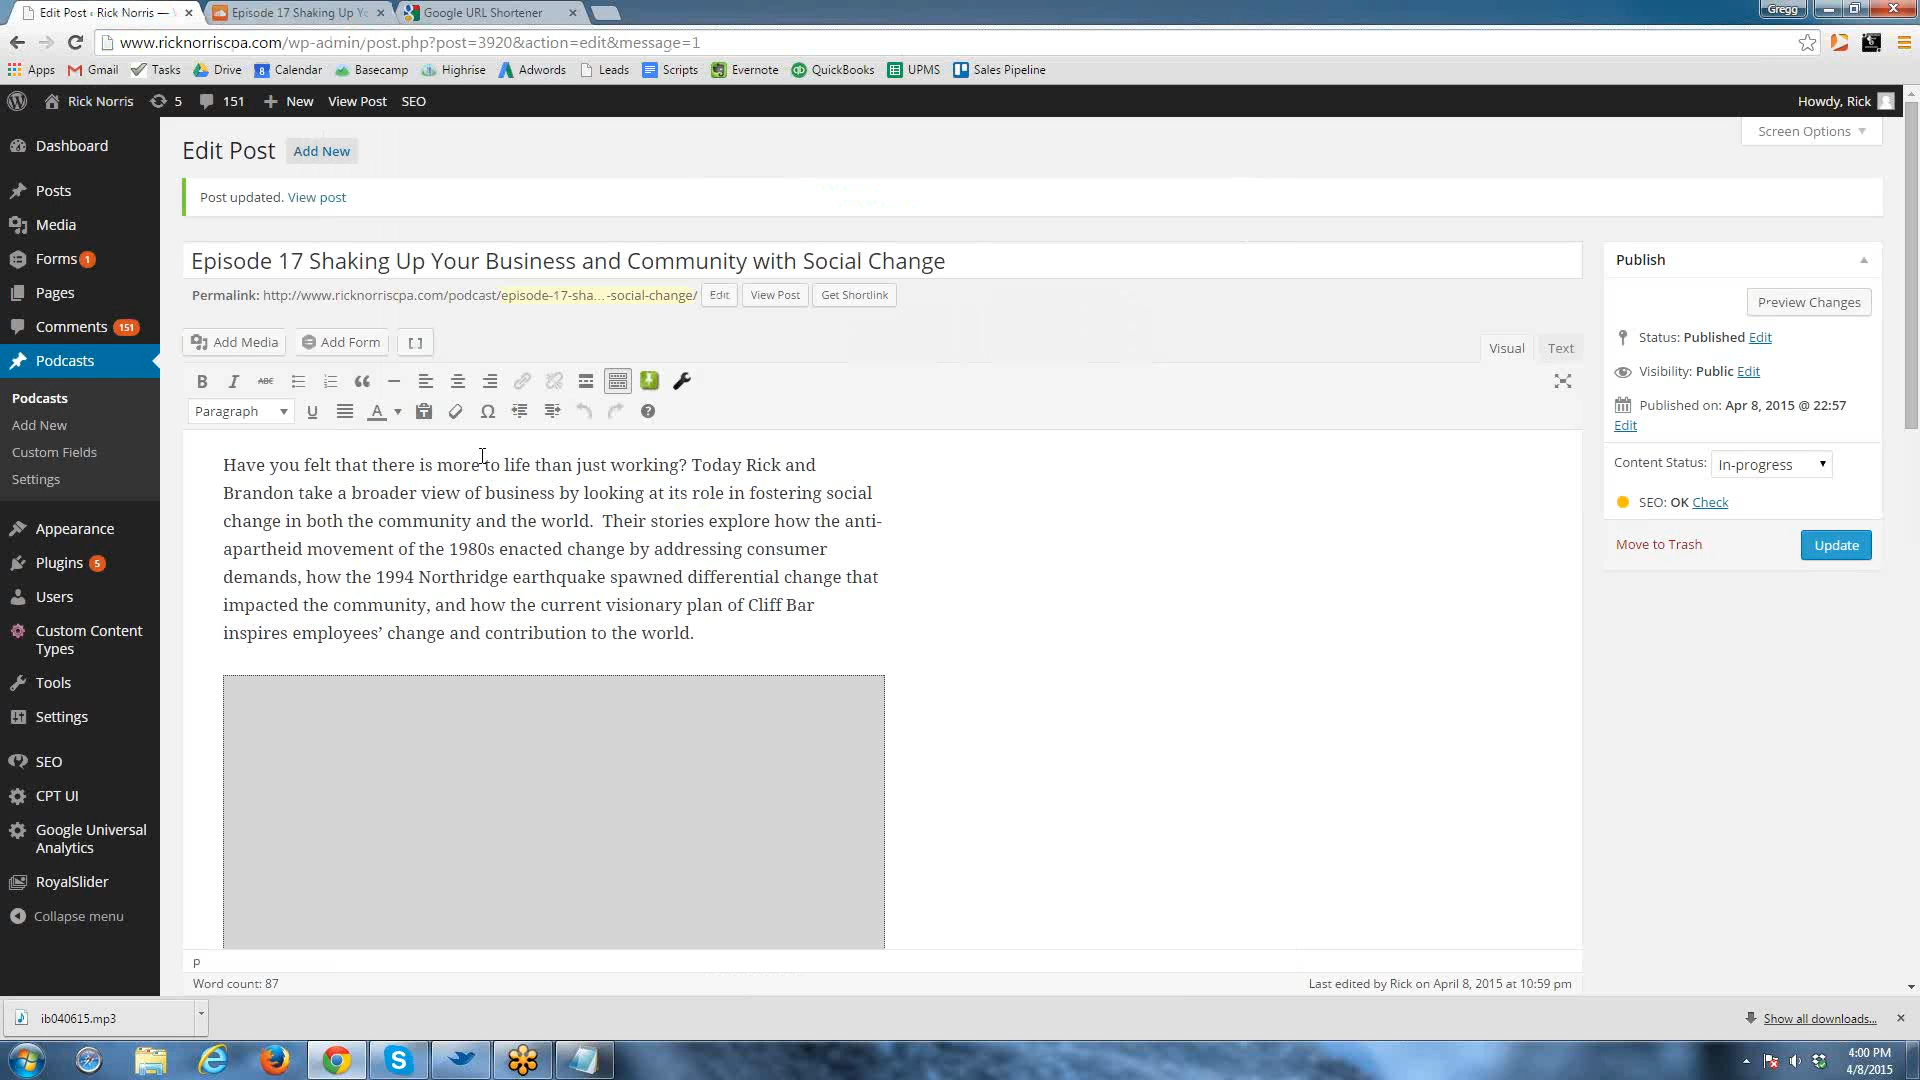 Edit Post ‹ Rick Norris —
Episode 17 Shaking Up Yo
Google URL Shortener
Gregg
www.ricknorriscpa.com/wp-admin/post.php?post=3920&action=edit&message=1
Apps Gmail Tasks Drive 8 Calendar Basecamp Highrise Adwords Leads Scripts Evernote QuickBooks UPMS Sales Pipeline
Rick Norris 5 151 New View Post SEO
Howdy, Rick
Screen Options
Dashboard
Posts
Media
Forms 1
Pages
Comments 151
Podcasts
Podcasts
Add New
Custom Fields
Settings
Appearance
Plugins 5
Users
Custom Content
Types
Tools
Settings
SEO
CPT UI
Google Universal
Analytics
RoyalSlider
Collapse menu
Edit Post Add New
Post updated. View post
Episode 17 Shaking Up Your Business and Community with Social Change
Permalink: http://www.ricknorriscpa.com/podcast/episode-17-sha…-social-change/ Edit View Post Get Shortlink
Add Media Add Form [ ]
Visual Text
B I ABC
Paragraph U A Ω ?
Have you felt that there is more to life than just working? Today Rick and
Brandon take a broader view of business by looking at its role in fostering social
change in both the community and the world.  Their stories explore how the anti-
apartheid movement of the 1980s enacted change by addressing consumer
demands, how the 1994 Northridge earthquake spawned differential change that
impacted the community, and how the current visionary plan of Cliff Bar
inspires employees’ change and contribution to the world.
p
Word count: 87
Last edited by Rick on April 8, 2015 at 10:59 pm
Publish
Preview Changes
Status: Published Edit
Visibility: Public Edit
Published on: Apr 8, 2015 @ 22:57
Edit
Content Status: In-progress
SEO: OK Check
Move to Trash Update
ib040615.mp3
Show all downloads...
4:00 PM
4/8/2015